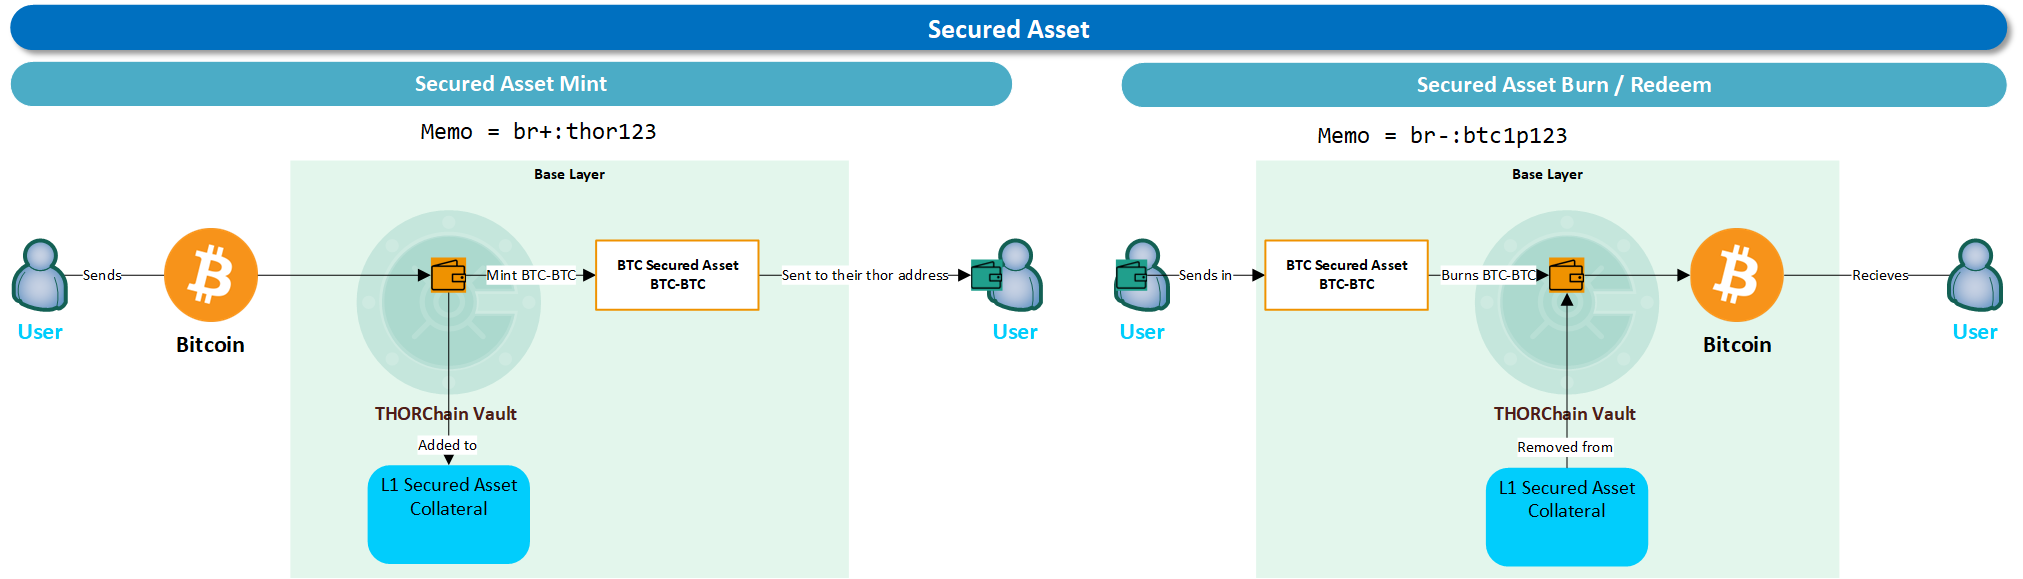 Secured Asset
Secured Asset Mint
Memo = br+:thor123
Base Layer
User
Sends
Bitcoin
Mint BTC-BTC
BTC Secured Asset
BTC-BTC
Sent to their thor address
User
THORChain Vault
Added to
L1 Secured Asset
Collateral
Secured Asset Burn / Redeem
Memo = br-:btc1p123
Base Layer
User
Sends in
BTC Secured Asset
BTC-BTC
Burns BTC-BTC
Bitcoin
Recieves
User
THORChain Vault
Removed from
L1 Secured Asset
Collateral